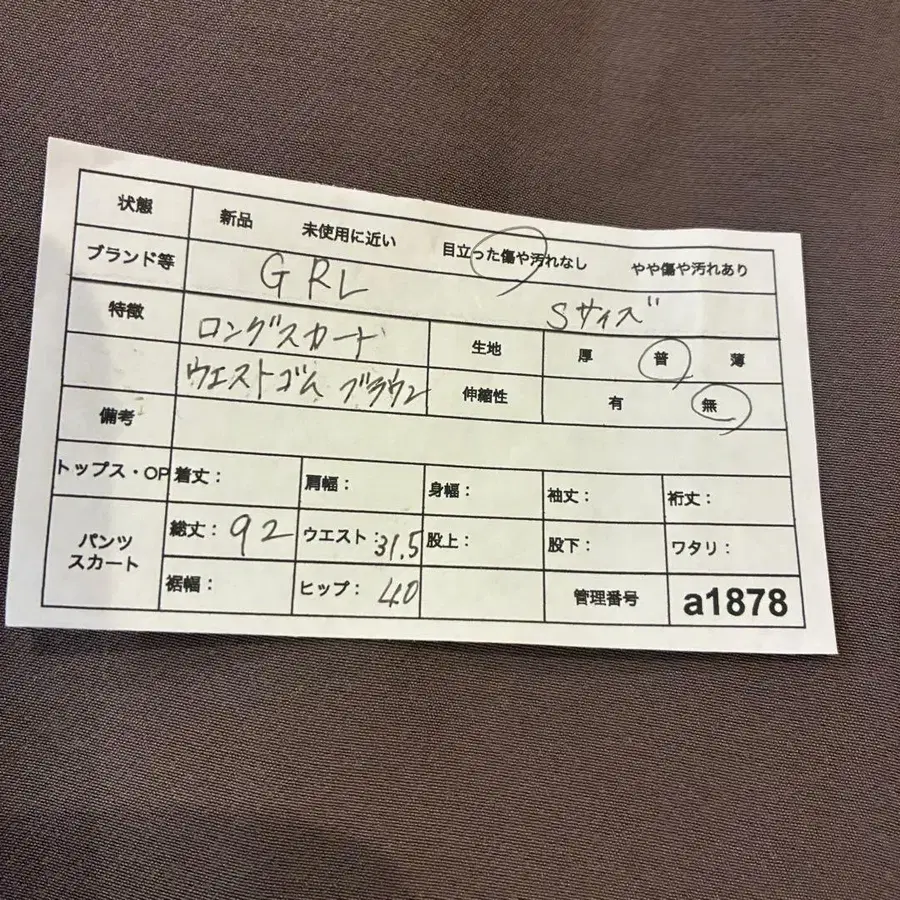 状態 新品 未使用に近い 目立った傷や汚れなし やや傷や汚れあり
ブランド等 GRL Sサイズ
特徴 ロングスカート 生地 厚 普 薄
ウエストゴム ブラウン 伸縮性 有 無
備考
トップス・OP 着丈: 肩幅: 身幅: 袖丈: 裄丈:
パンツ スカート 総丈: 92 ウエスト: 31.5 股上: 股下: ワタリ:
裾幅: ヒップ: 40 管理番号 a1878